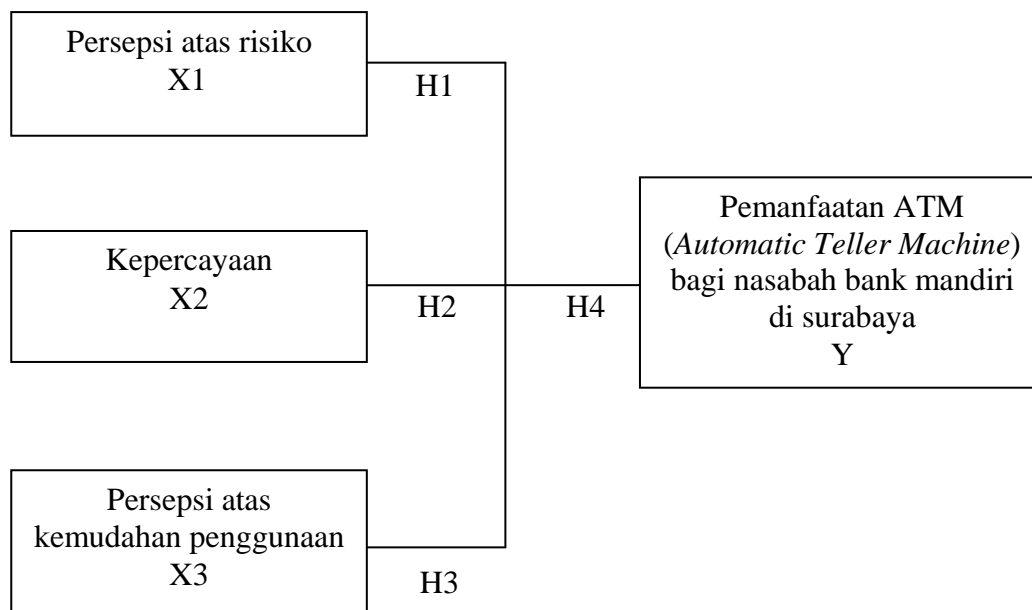 Persepsi atas risiko
X1
H1
Kepercayaan
X2
H2
H4
Pemanfaatan ATM
(Automatic Teller Machine)
bagi nasabah bank mandiri
di surabaya
Y
Persepsi atas
kemudahan penggunaan
X3
H3